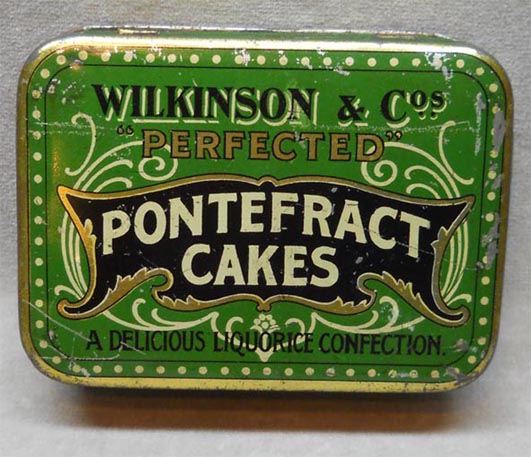 WILKINSON & Cos
"PERFECTED"
PONTEFRACT
CAKES
A DELICIOUS LIQUORICE CONFECTION.